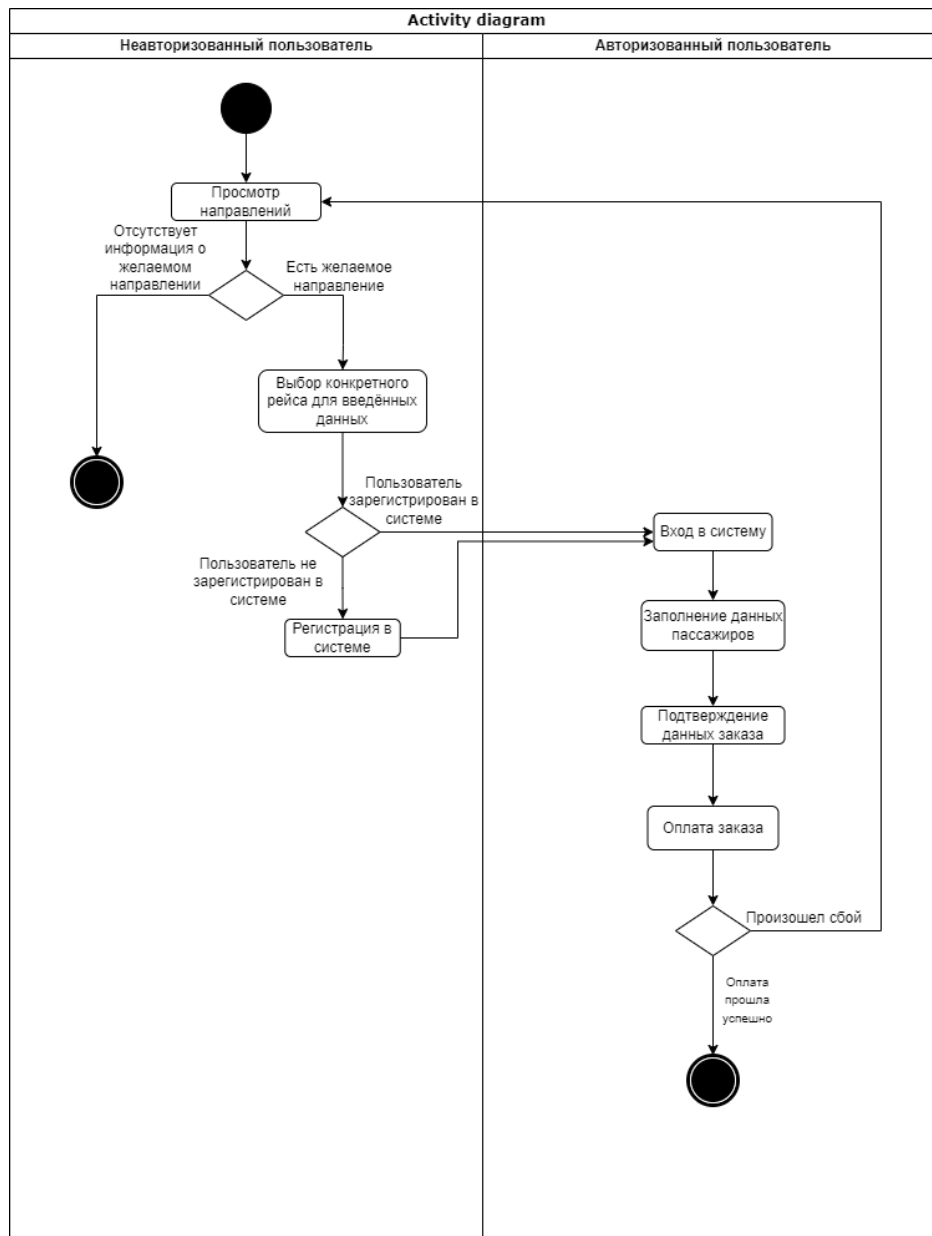 Activity diagram
Неавторизованный пользователь
Авторизованный пользователь
Просмотр
направлений
Отсутствует
информация о
желаемом
направлении
Есть желаемое
направление
Выбор конкретного
рейса для введённых
данных
Пользователь
зарегистрирован в
системе
Вход в систему
Пользователь не
зарегистрирован в
системе
Регистрация в
системе
Заполнение данных
пассажиров
Подтверждение
данных заказа
Оплата заказа
Произошел сбой
Оплата
прошла
успешно